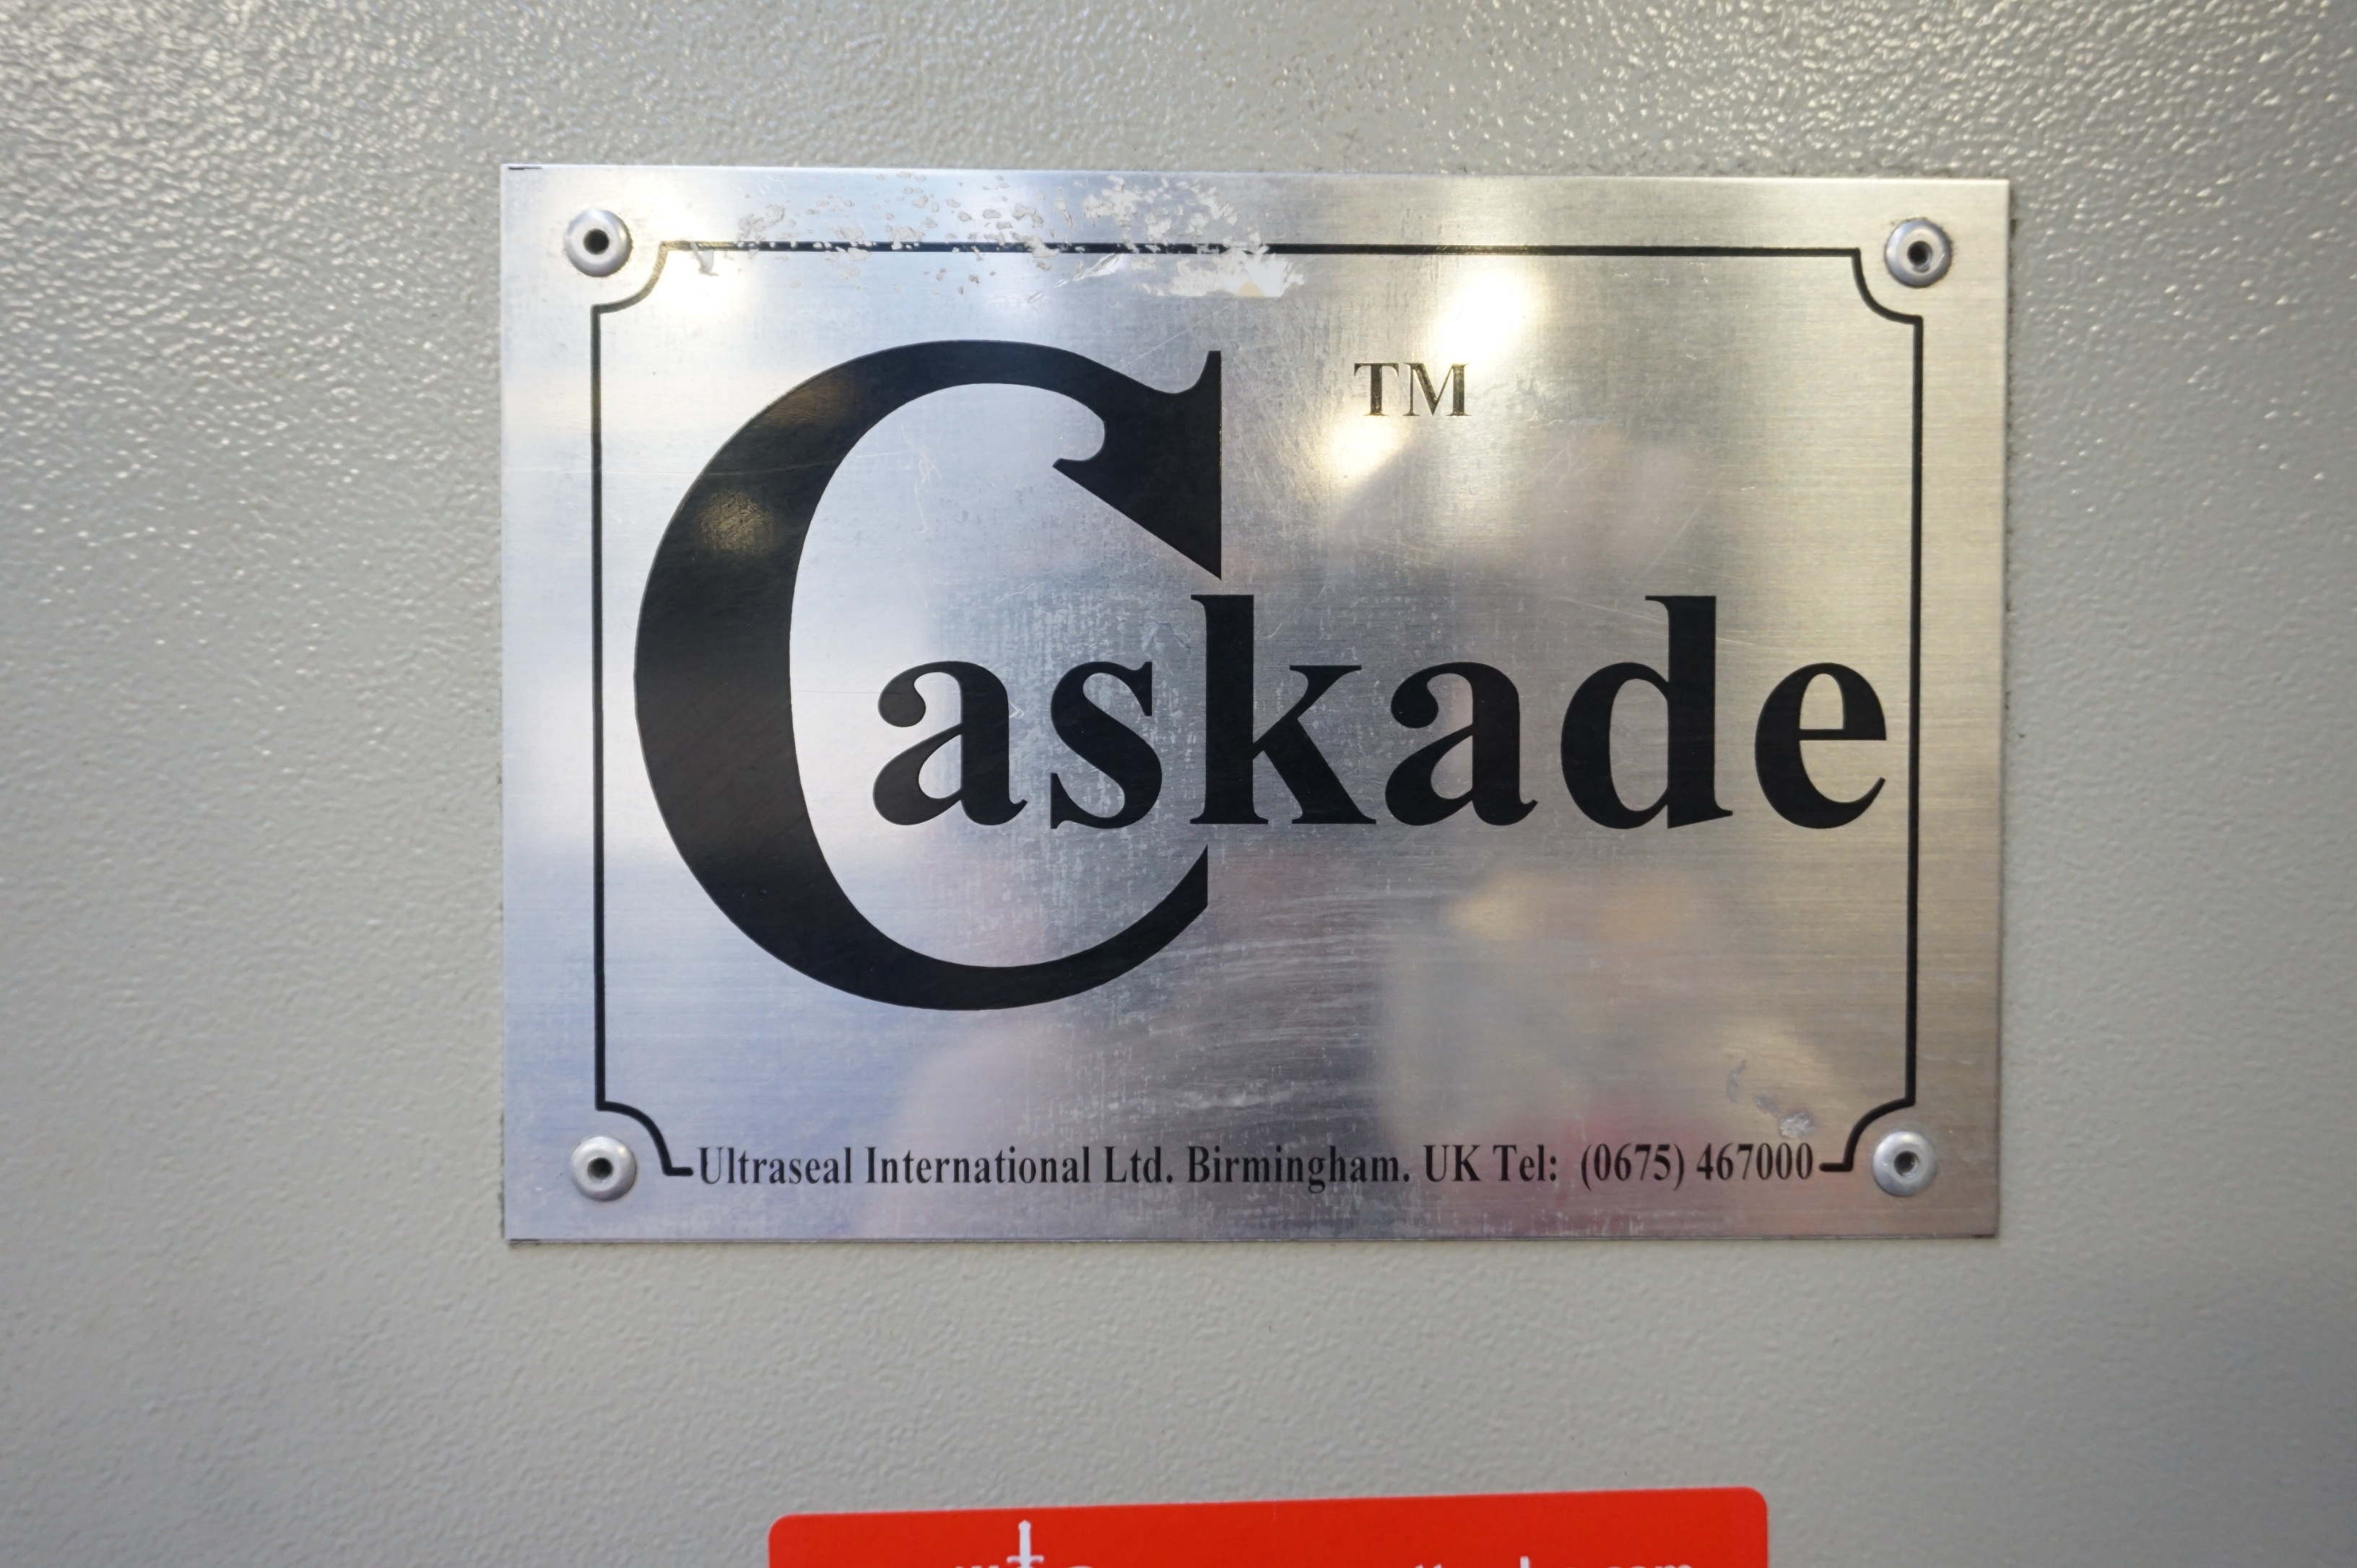 TM
Caskade
Ultraseal International Ltd. Birmingham. UK Tel: (0675) 467000